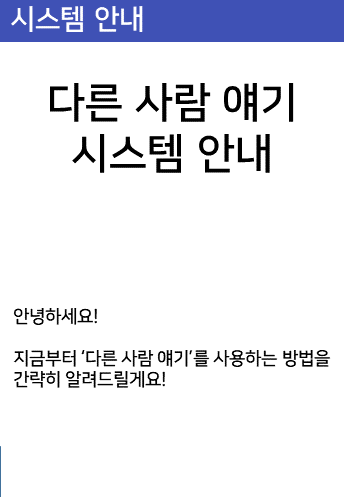 시스템 안내
다른 사람 얘기
시스템 안내
안녕하세요!
지금부터 '다른 사람 얘기'를 사용하는 방법을
간략히 알려드릴게요!